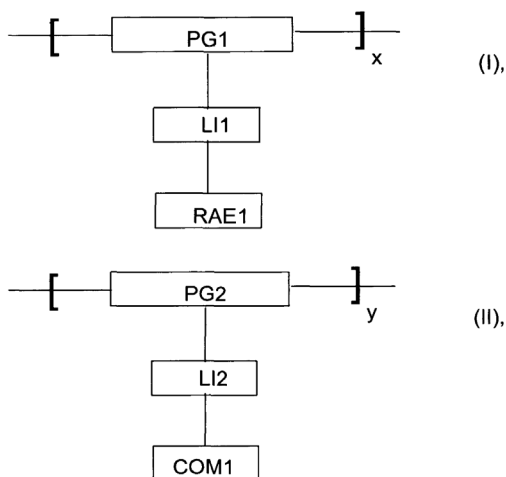 [ PG1 ]x (I),
LI1
RAE1
[ PG2 ]y (II),
LI2
COM1